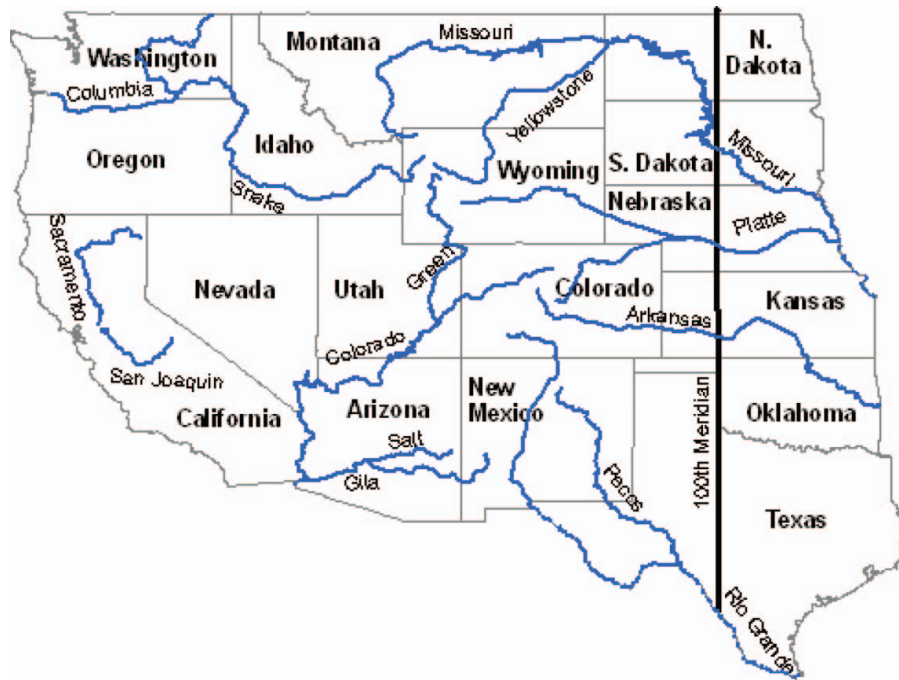 Washington
Columbia
Montana
Missouri
N.
Dakota
Oregon
Idaho
Snake
Yellowstone
Wyoming
S. Dakota
Missouri
Nebraska
Platte
Sacramento
Nevada
Utah
Green
Colorado
Colorado
Arkansas
Kansas
San Joaquin
California
Arizona
Salt
Gila
New
Mexico
Pecos
100th Meridian
Oklahoma
Texas
Rio Grande